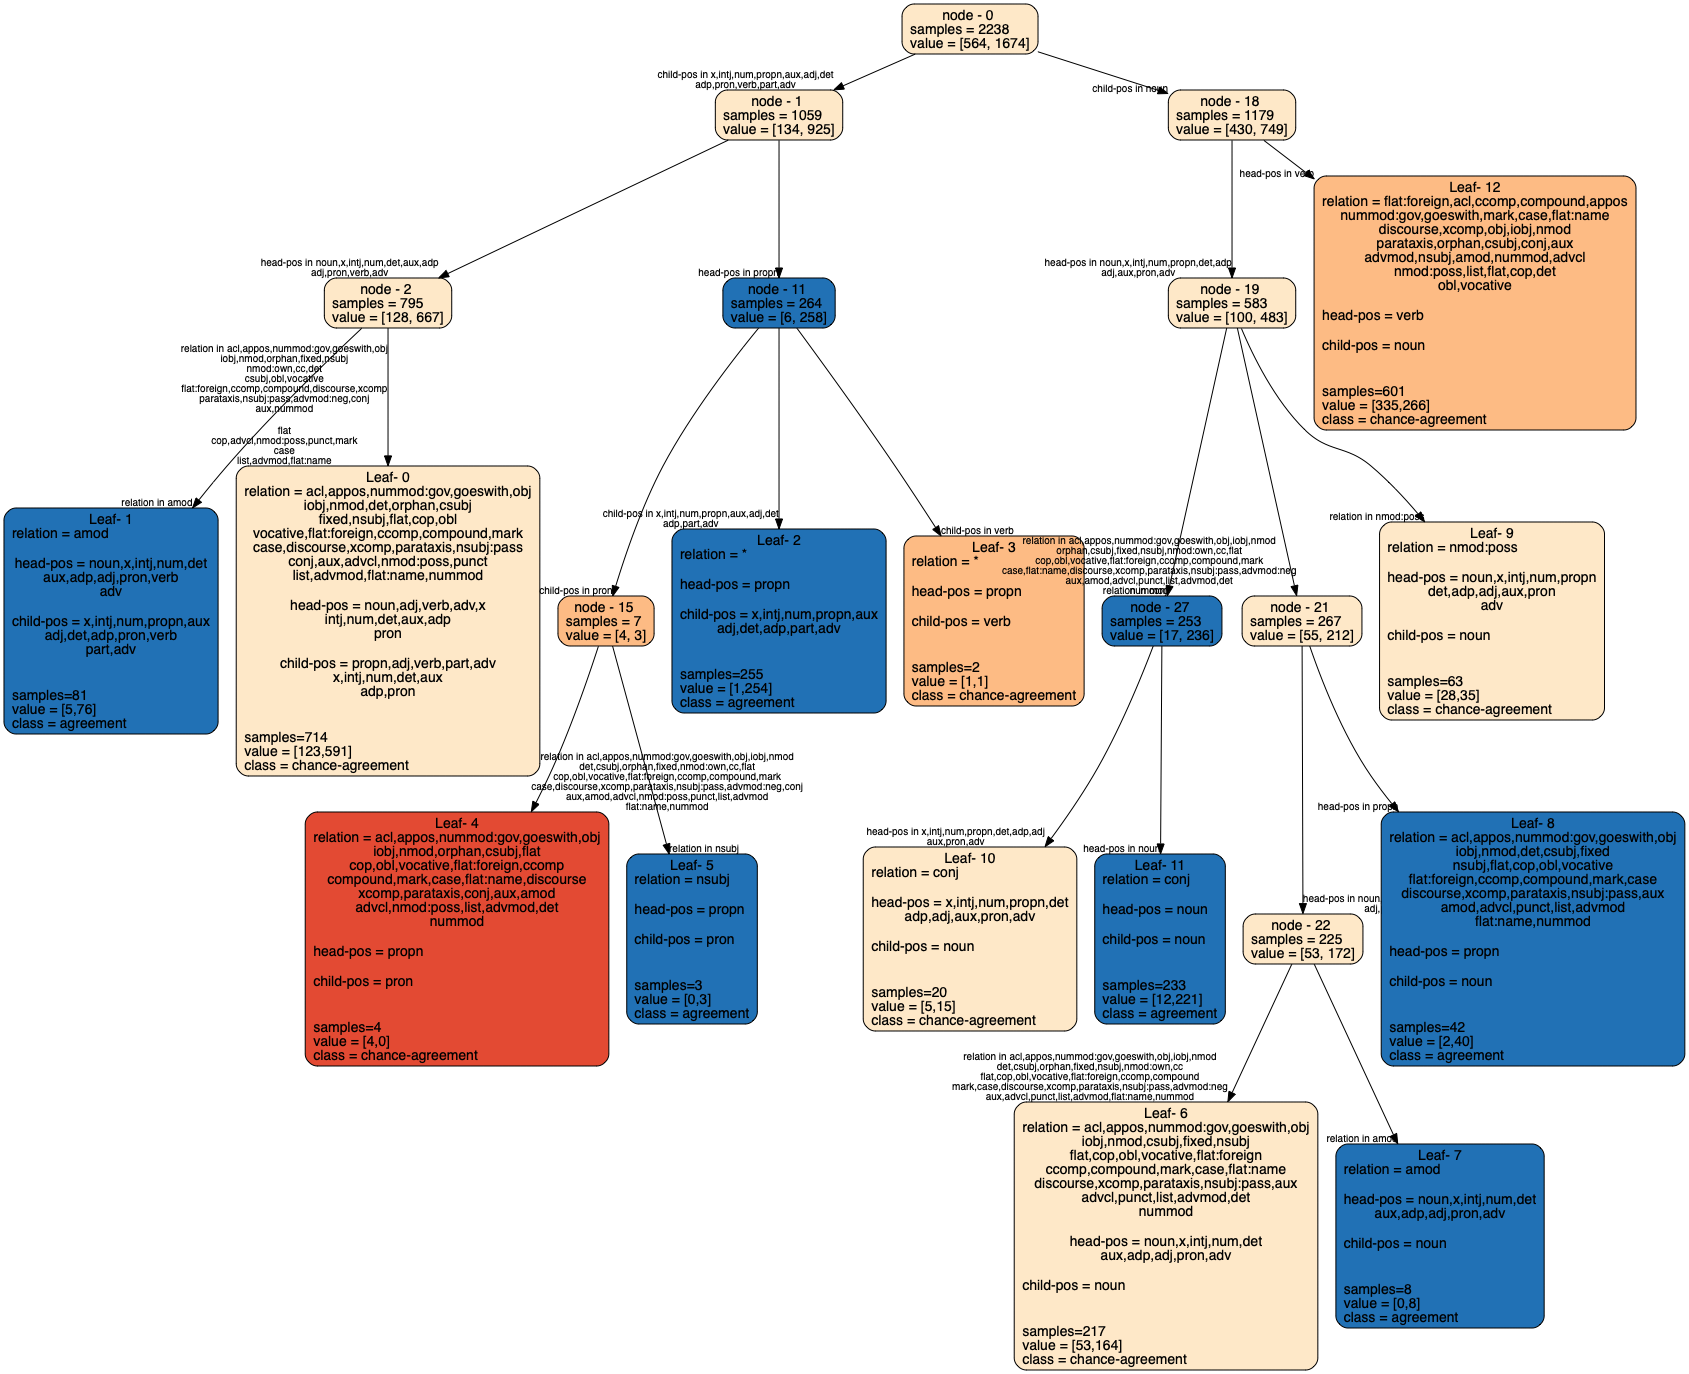 node - 0
samples = 2238
value = [564, 1674]
child-pos in x,intj,num,propn,aux,adj,det
adp,pron,verb,part,adv
node - 1
samples = 1059
value = [134, 925]
child-pos in noun
node - 18
samples = 1179
value = [430, 749]
head-pos in verb
Leaf- 12
relation = flat:foreign,acl,ccomp,compound,appos
nummod:gov,goeswith,mark,case,flat:name
discourse,xcomp,obj,iobj,nmod
parataxis,orphan,csubj,conj,aux
advmod,nsubj,amod,nummod,advcl
nmod:poss,list,flat,cop,det
obl,vocative
head-pos = verb
child-pos = noun
samples=601
value = [335,266]
class = chance-agreement
head-pos in noun,x,intj,num,det,aux,adp
adj,pron,verb,adv
node - 2
samples = 795
value = [128, 667]
head-pos in propn
node - 11
samples = 264
value = [6, 258]
head-pos in noun,x,intj,num,propn,det,adp
adj,aux,pron,adv
node - 19
samples = 583
value = [100, 483]
relation in acl,appos,nummod:gov,goeswith,obj
iobj,nmod,orphan,fixed,nsubj
nmod:own,cc,det
csubj,obl,vocative
flat:foreign,ccomp,compound,discourse,xcomp
parataxis,nsubj:pass,advmod:neg,conj
aux,nummod
flat
cop,advcl,nmod:poss,punct,mark
case
list,advmod,flat:name
relation in amod
Leaf- 1
relation = amod
head-pos = noun,x,intj,num,det
aux,adp,adj,pron,verb
adv
child-pos = x,intj,num,propn,aux
adj,det,adp,pron,verb
part,adv
samples=81
value = [5,76]
class = agreement
Leaf- 0
relation = acl,appos,nummod:gov,goeswith,obj
iobj,nmod,det,orphan,csubj
fixed,nsubj,flat,cop,obl
vocative,flat:foreign,ccomp,compound,mark
case,discourse,xcomp,parataxis,nsubj:pass
conj,aux,advcl,nmod:poss,punct
list,advmod,flat:name,nummod
head-pos = noun,adj,verb,adv,x
intj,num,det,aux,adp
pron
child-pos = propn,adj,verb,part,adv
x,intj,num,det,aux
adp,pron
samples=714
value = [123,591]
class = chance-agreement
child-pos in pron
node - 15
samples = 7
value = [4, 3]
child-pos in x,intj,num,propn,aux,adj,det
adp,part,adv
Leaf- 2
relation = *
head-pos = propn
child-pos = x,intj,num,propn,aux
adj,det,adp,part,adv
samples=255
value = [1,254]
class = agreement
child-pos in verb
Leaf- 3
relation = *
head-pos = propn
child-pos = verb
samples=2
value = [1,1]
class = chance-agreement
relation in acl,appos,nummod:gov,goeswith,obj,iobj,nmod
orphan,csubj,fixed,nsubj,nmod:own,cc,flat
cop,obl,vocative,flat:foreign,ccomp,compound,mark
case,flat:name,discourse,xcomp,parataxis,nsubj:pass,advmod:neg
aux,amod,advcl,punct,list,advmod,det
node - 27
samples = 253
value = [17, 236]
node - 21
samples = 267
value = [55, 212]
relation in nmod:poss
Leaf- 9
relation = nmod:poss
head-pos = noun,x,intj,num,propn
det,adp,adj,aux,pron
adv
child-pos = noun
samples=63
value = [28,35]
class = chance-agreement
relation in acl,appos,nummod:gov,goeswith,obj,iobj,nmod
det,csubj,orphan,fixed,nmod:own,cc,flat
cop,obl,vocative,flat:foreign,ccomp,compound,mark
case,discourse,xcomp,parataxis,nsubj:pass,advmod:neg,conj
aux,amod,advcl,nmod:poss,punct,list,advmod
flat:name,nummod
Leaf- 4
relation = acl,appos,nummod:gov,goeswith,obj
iobj,nmod,orphan,csubj,flat
cop,obl,vocative,flat:foreign,ccomp
compound,mark,case,flat:name,discourse
xcomp,parataxis,conj,aux,amod
advcl,nmod:poss,list,advmod,det
nummod
head-pos = propn
child-pos = pron
samples=4
value = [4,0]
class = chance-agreement
relation in nsubj
Leaf- 5
relation = nsubj
head-pos = propn
child-pos = pron
samples=3
value = [0,3]
class = agreement
head-pos in x,intj,num,propn,det,adp,adj
aux,pron,adv
Leaf- 10
relation = conj
head-pos = x,intj,num,propn,det
adp,adj,aux,pron,adv
child-pos = noun
samples=20
value = [5,15]
class = chance-agreement
head-pos in noun
Leaf- 11
relation = conj
head-pos = noun
child-pos = noun
samples=233
value = [12,221]
class = agreement
head-pos in noun
adj,
node - 22
samples = 225
value = [53, 172]
head-pos in propn
Leaf- 8
relation = acl,appos,nummod:gov,goeswith,obj
iobj,nmod,det,csubj,fixed
nsubj,flat,cop,obl,vocative
flat:foreign,ccomp,compound,mark,case
discourse,xcomp,parataxis,nsubj:pass,aux
amod,advcl,punct,list,advmod
flat:name,nummod
head-pos = propn
child-pos = noun
samples=42
value = [2,40]
class = agreement
relation in acl,appos,nummod:gov,goeswith,obj,iobj,nmod
det,csubj,orphan,fixed,nsubj,nmod:own,cc
flat,cop,obl,vocative,flat:foreign,ccomp,compound
mark,case,discourse,xcomp,parataxis,nsubj:pass,advmod:neg
aux,advcl,punct,list,advmod,flat:name,nummod
Leaf- 6
relation = acl,appos,nummod:gov,goeswith,obj
iobj,nmod,csubj,fixed,nsubj
flat,cop,obl,vocative,flat:foreign
ccomp,compound,mark,case,flat:name
discourse,xcomp,parataxis,nsubj:pass,aux
advcl,punct,list,advmod,det
nummod
head-pos = noun,x,intj,num,det
aux,adp,adj,pron,adv
child-pos = noun
samples=217
value = [53,164]
class = chance-agreement
relation in amod
Leaf- 7
relation = amod
head-pos = noun,x,intj,num,det
aux,adp,adj,pron,adv
child-pos = noun
samples=8
value = [0,8]
class = agreement